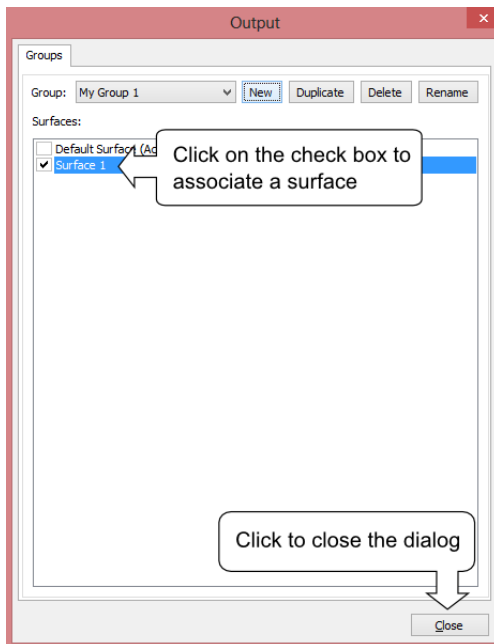 Output
Groups
Group: My Group 1 New Duplicate Delete Rename
Surfaces:
Default Surface (Ac
Surface 1
Click on the check box to
associate a surface
Click to close the dialog
Close